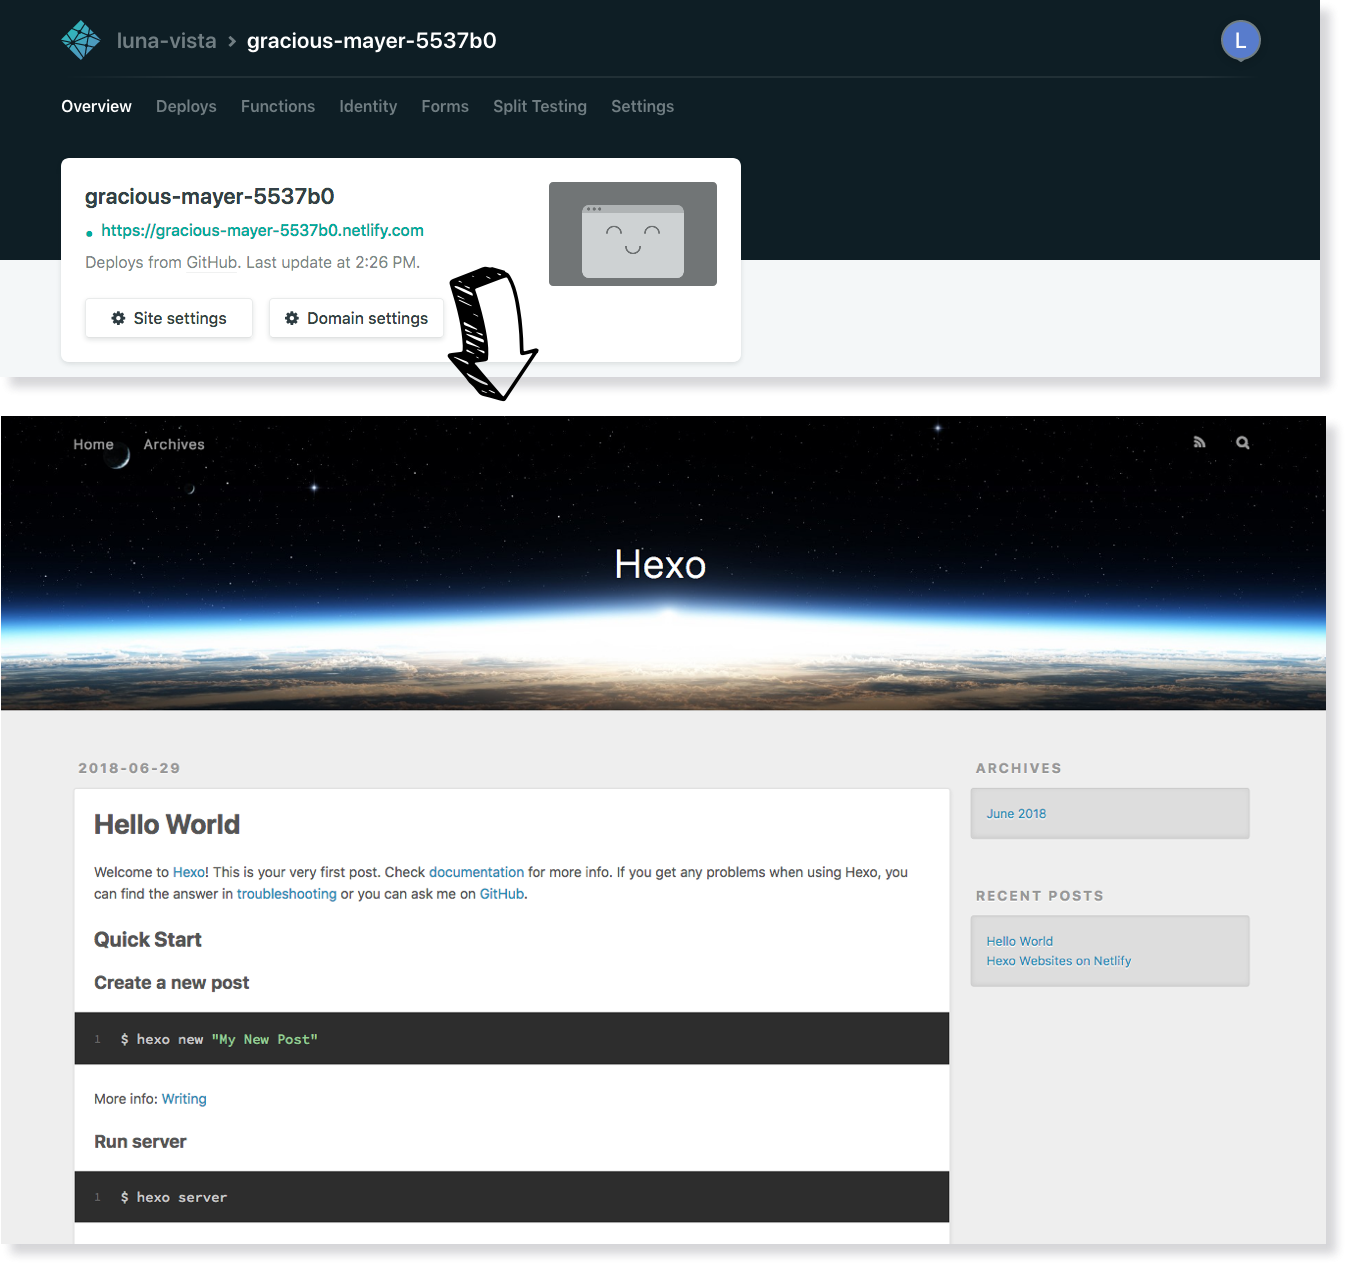 luna-vista > gracious-mayer-5537b0
L
Overview Deploys Functions Identity Forms Split Testing Settings
gracious-mayer-5537b0
https://gracious-mayer-5537b0.netlify.com
Deploys from GitHub. Last update at 2:26 PM.
Site settings Domain settings
Home Archives
Hexo
2018-06-29
Hello World
Welcome to Hexo! This is your very first post. Check documentation for more info. If you get any problems when using Hexo, you
can find the answer in troubleshooting or you can ask me on GitHub.
Quick Start
Create a new post
1 $ hexo new "My New Post"
More info: Writing
Run server
1 $ hexo server
ARCHIVES
June 2018
RECENT POSTS
Hello World
Hexo Websites on Netlify